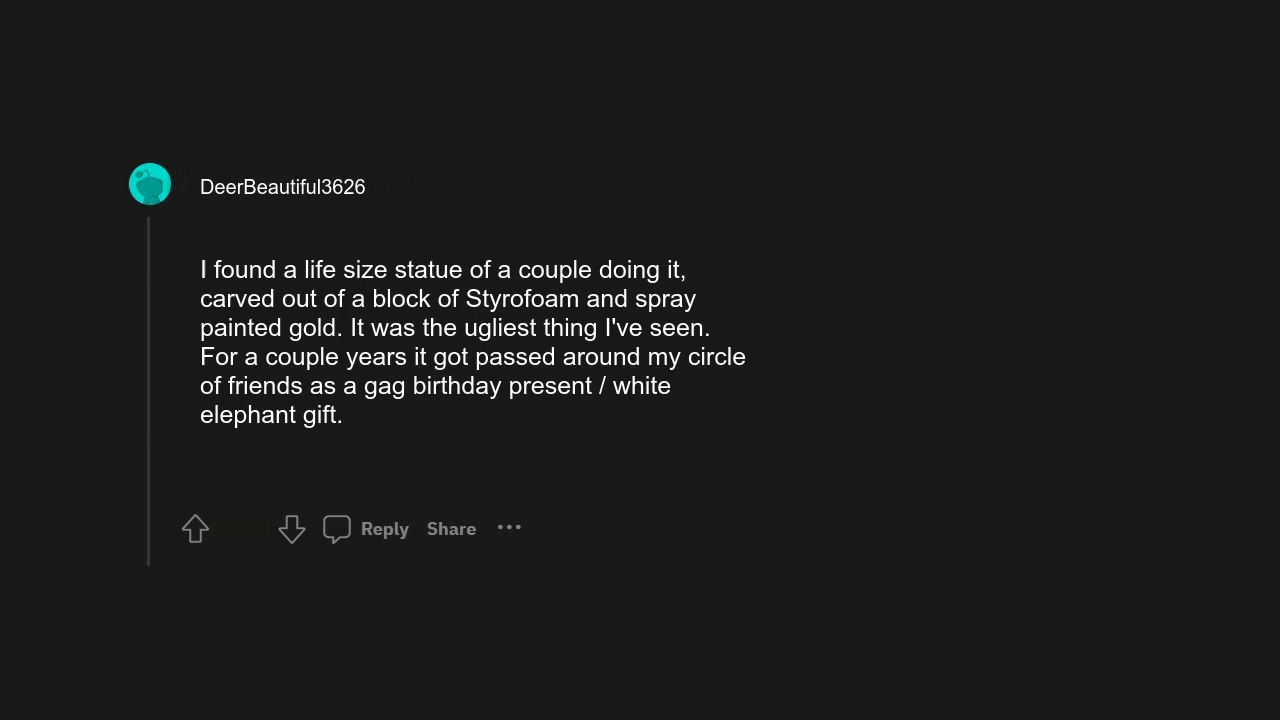 DeerBeautiful3626
I found a life size statue of a couple doing it,
carved out of a block of Styrofoam and spray
painted gold. It was the ugliest thing I've seen.
For a couple years it got passed around my circle
of friends as a gag birthday present / white
elephant gift.
Reply Share